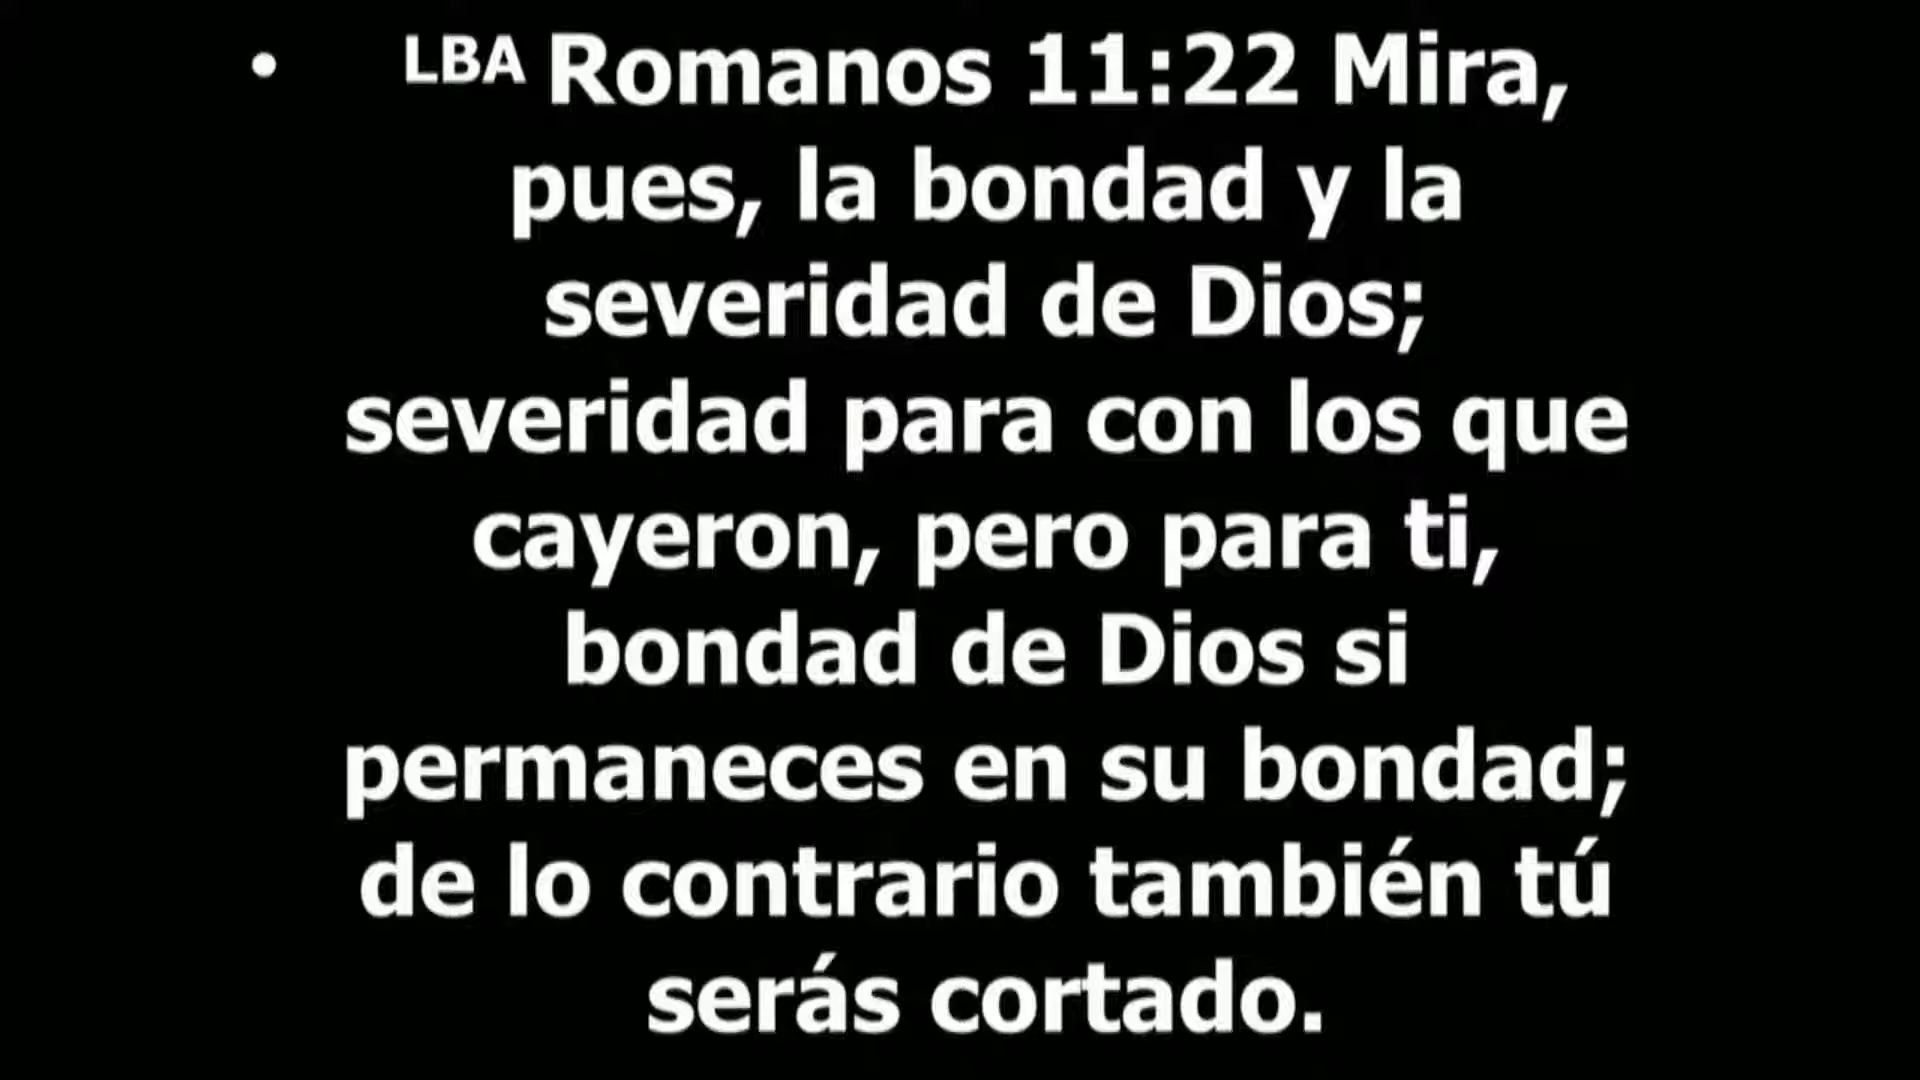 • LBA Romanos 11:22 Mira,
pues, la bondad y la
severidad de Dios;
severidad para con los que
cayeron, pero para ti,
bondad de Dios si
permaneces en su bondad;
de lo contrario también tú
serás cortado.